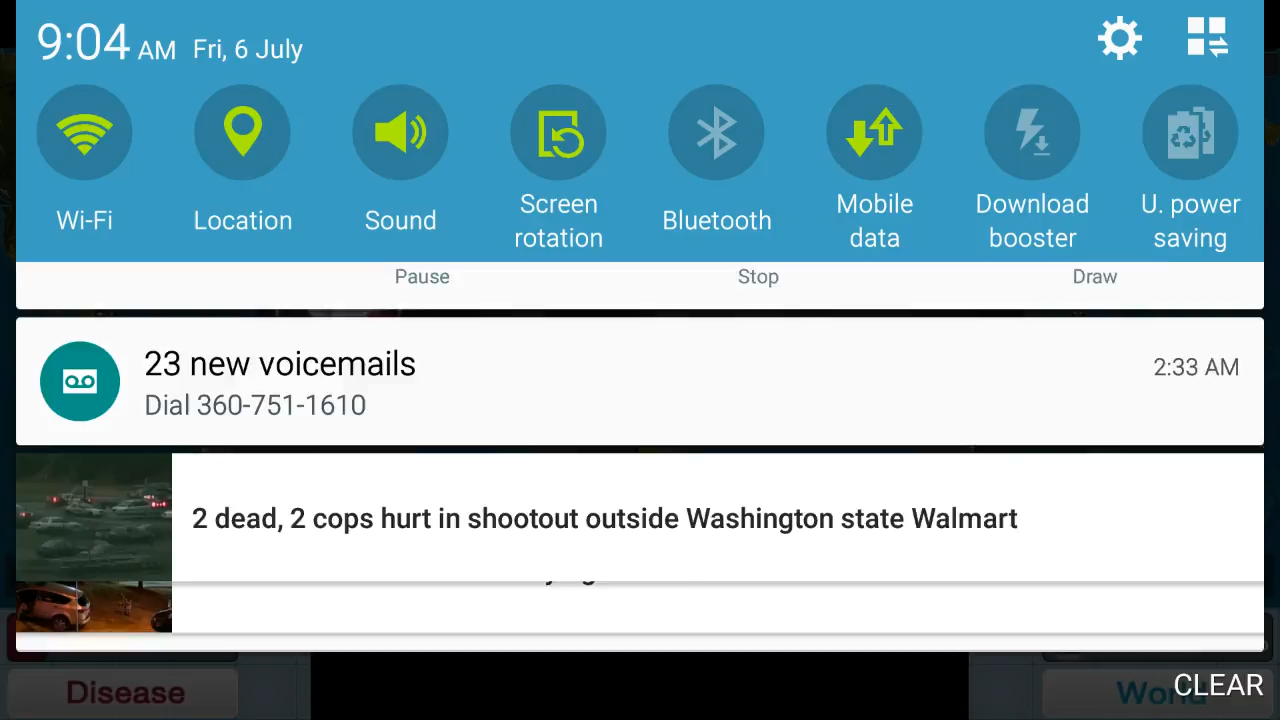 9:04 AM Fri, 6 July
Wi-Fi
Location
Sound
Screen rotation
Bluetooth
Mobile data
Download booster
U. power saving
Pause Stop Draw
23 new voicemails
2:33 AM
Dial 360-751-1610
2 dead, 2 cops hurt in shootout outside Washington state Walmart
Disease
World
CLEAR